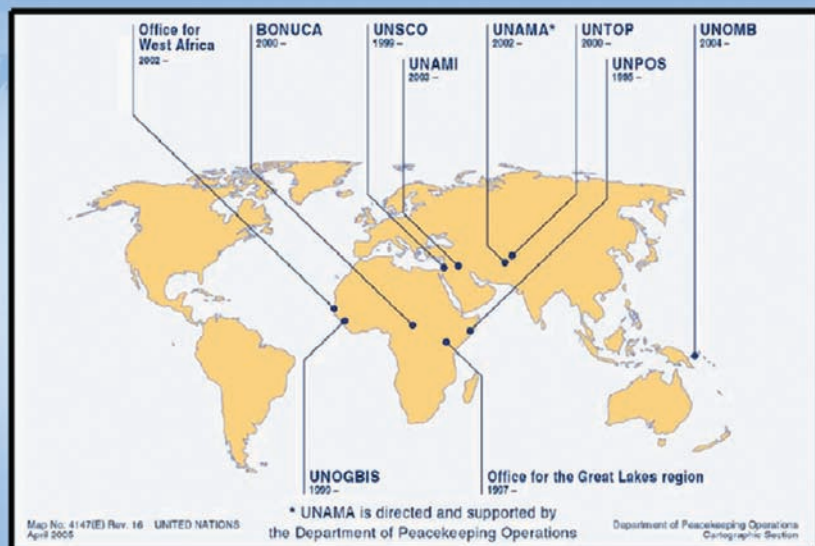 Office for
West Africa
2002 –
BONUCA
2000 –
UNSCO
1999 –
UNAMI
2003 –
UNAMA*
2002 –
UNTOP
2000 –
UNPOS
1995 –
UNOMB
2004 –
UNOGBIS
1999 –
Office for the Great Lakes region
1997 –
* UNAMA is directed and supported by
the Department of Peacekeeping Operations
Map No. 4147(E) Rev. 16 UNITED NATIONS
April 2005
Department of Peacekeeping Operations
Cartographic Section